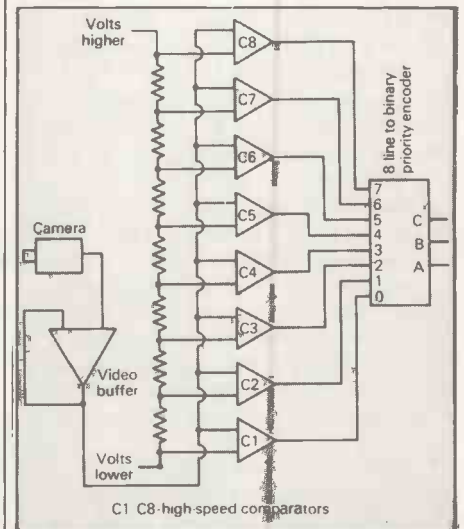 Volts
higher
C8
C7
C6
C5
C4
C3
C2
C1
8 line to binary
priority encoder
7
6
5
4
3
2
1
0
C
B
A
Camera
Video
buffer
Volts
lower
C1 C8-high-speed comparators